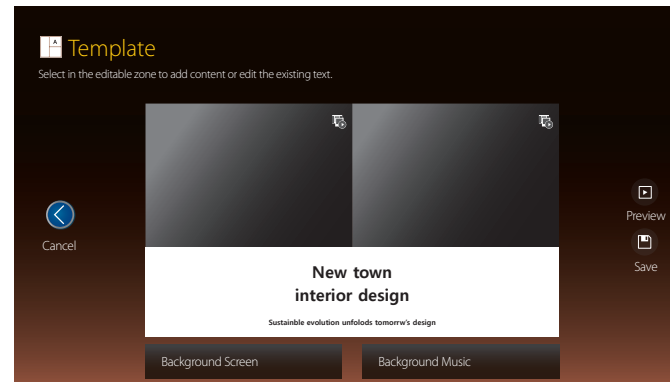 Template
Select in the editable zone to add content or edit the existing text.
Cancel
Preview
Save
New town
interior design
Sustainble evolution unfolods tomorrw's design
Background Screen
Background Music